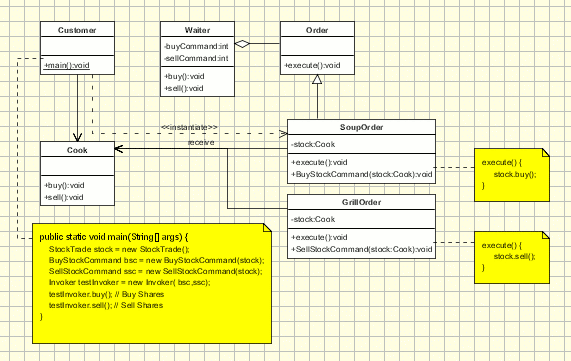 Customer
+main():void
Waiter
-buyCommand:int
-sellCommand:int
+buy():void
+sell():void
Order
+execute():void
<<instantiate>>
receive
Cook
+buy():void
+sell():void
SoupOrder
-stock:Cook
+execute():void
+BuyStockCommand(stock:Cook):void
execute() {
stock.buy();
}
GrillOrder
-stock:Cook
+execute():void
+SellStockCommand(stock:Cook):void
execute() {
stock.sell();
}
public static void main(String[] args) {
StockTrade stock = new StockTrade();
BuyStockCommand bsc = new BuyStockCommand(stock);
SellStockCommand ssc = new SellStockCommand(stock);
Invoker testInvoker = new Invoker( bsc,ssc);
testInvoker.buy(); // Buy Shares
testInvoker.sell(); // Sell Shares
}